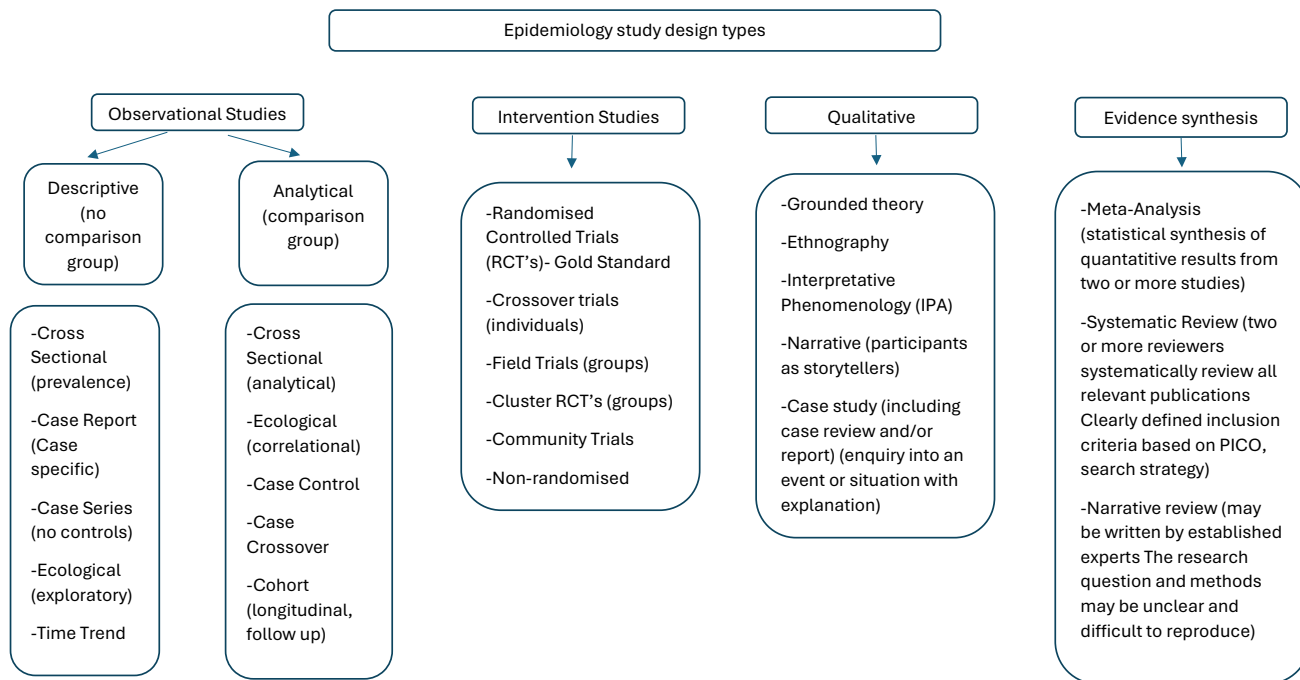 Epidemiology study design types
Observational Studies
Descriptive
(no
comparison
group)
-Cross
Sectional
(prevalence)
-Case Report
(Case
specific)
-Case Series
(no controls)
-Ecological
(exploratory)
-Time Trend
Analytical
(comparison
group)
-Cross
Sectional
(analytical)
-Ecological
(correlational)
-Case Control
-Case
Crossover
-Cohort
(longitudinal,
follow up)
Intervention Studies
-Randomised
Controlled Trials
(RCT's)- Gold Standard
-Crossover trials
(individuals)
-Field Trials (groups)
-Cluster RCT's (groups)
-Community Trials
-Non-randomised
Qualitative
-Grounded theory
-Ethnography
-Interpretative
Phenomenology (IPA)
-Narrative (participants
as storytellers)
-Case study (including
case review and/or
report) (enquiry into an
event or situation with
explanation)
Evidence synthesis
-Meta-Analysis
(statistical synthesis of
quantatitive results from
two or more studies)
-Systematic Review (two
or more reviewers
systematically review all
relevant publications
Clearly defined inclusion
criteria based on PICO,
search strategy)
-Narrative review (may
be written by established
experts The research
question and methods
may be unclear and
difficult to reproduce)